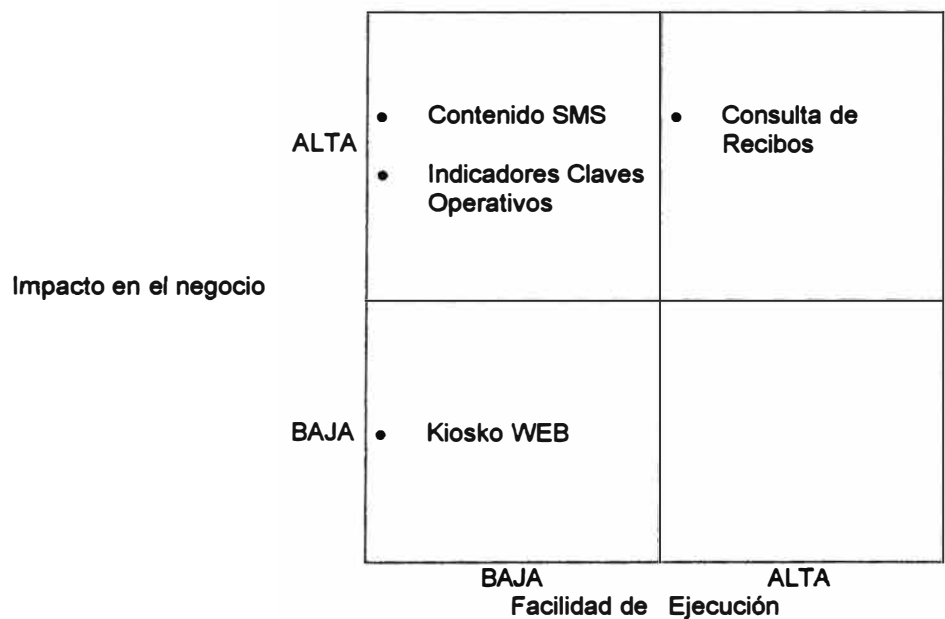 ALTA
• Contenido SMS
• Indicadores Claves
Operativos
• Consulta de
Recibos
Impacto en el negocio
BAJA
• Kiosko WEB
BAJA
ALTA
Facilidad de Ejecución